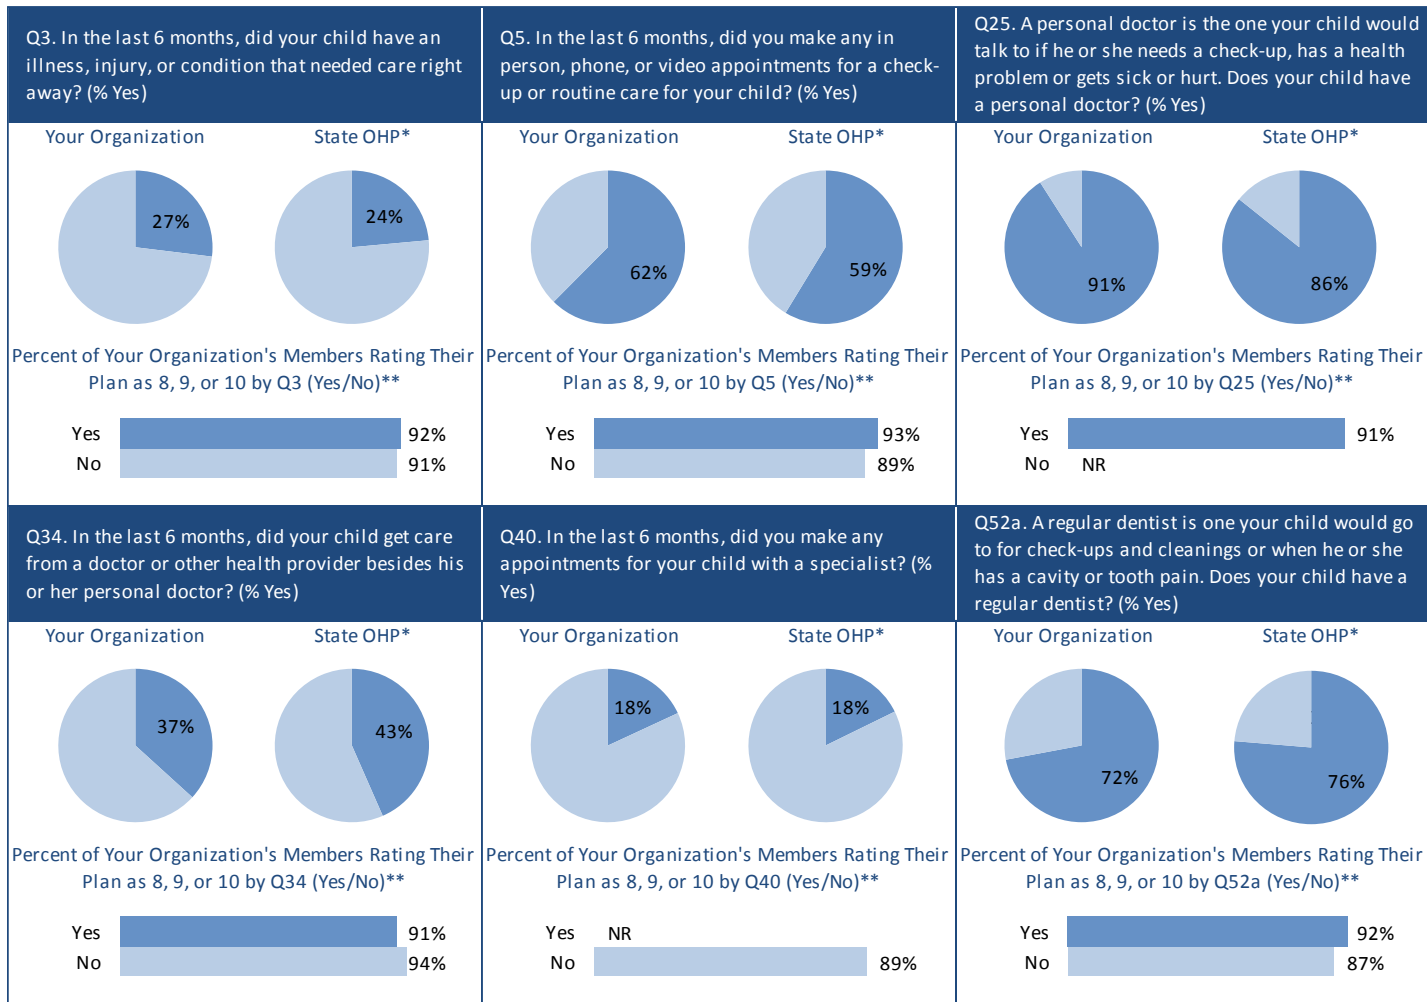 Q3. In the last 6 months, did your child have an
illness, injury, or condition that needed care right
away? (% Yes)
Your Organization
State OHP*
27%
24%
Percent of Your Organization's Members Rating Their
Plan as 8, 9, or 10 by Q3 (Yes/No)**
Yes 92%
No 91%
Q5. In the last 6 months, did you make any in
person, phone, or video appointments for a check-
up or routine care for your child? (% Yes)
Your Organization
State OHP*
62%
59%
Percent of Your Organization's Members Rating Their
Plan as 8, 9, or 10 by Q5 (Yes/No)**
Yes 93%
No 89%
Q25. A personal doctor is the one your child would
talk to if he or she needs a check-up, has a health
problem or gets sick or hurt. Does your child have
a personal doctor? (% Yes)
Your Organization
State OHP*
91%
86%
Percent of Your Organization's Members Rating Their
Plan as 8, 9, or 10 by Q25 (Yes/No)**
Yes 91%
No NR
Q34. In the last 6 months, did your child get care
from a doctor or other health provider besides his
or her personal doctor? (% Yes)
Your Organization
State OHP*
37%
43%
Percent of Your Organization's Members Rating Their
Plan as 8, 9, or 10 by Q34 (Yes/No)**
Yes 91%
No 94%
Q40. In the last 6 months, did you make any
appointments for your child with a specialist? (%
Yes)
Your Organization
State OHP*
18%
18%
Percent of Your Organization's Members Rating Their
Plan as 8, 9, or 10 by Q40 (Yes/No)**
Yes NR
No 89%
Q52a. A regular dentist is one your child would go
to for check-ups and cleanings or when he or she
has a cavity or tooth pain. Does your child have a
regular dentist? (% Yes)
Your Organization
State OHP*
72%
76%
Percent of Your Organization's Members Rating Their
Plan as 8, 9, or 10 by Q52a (Yes/No)**
Yes 92%
No 87%